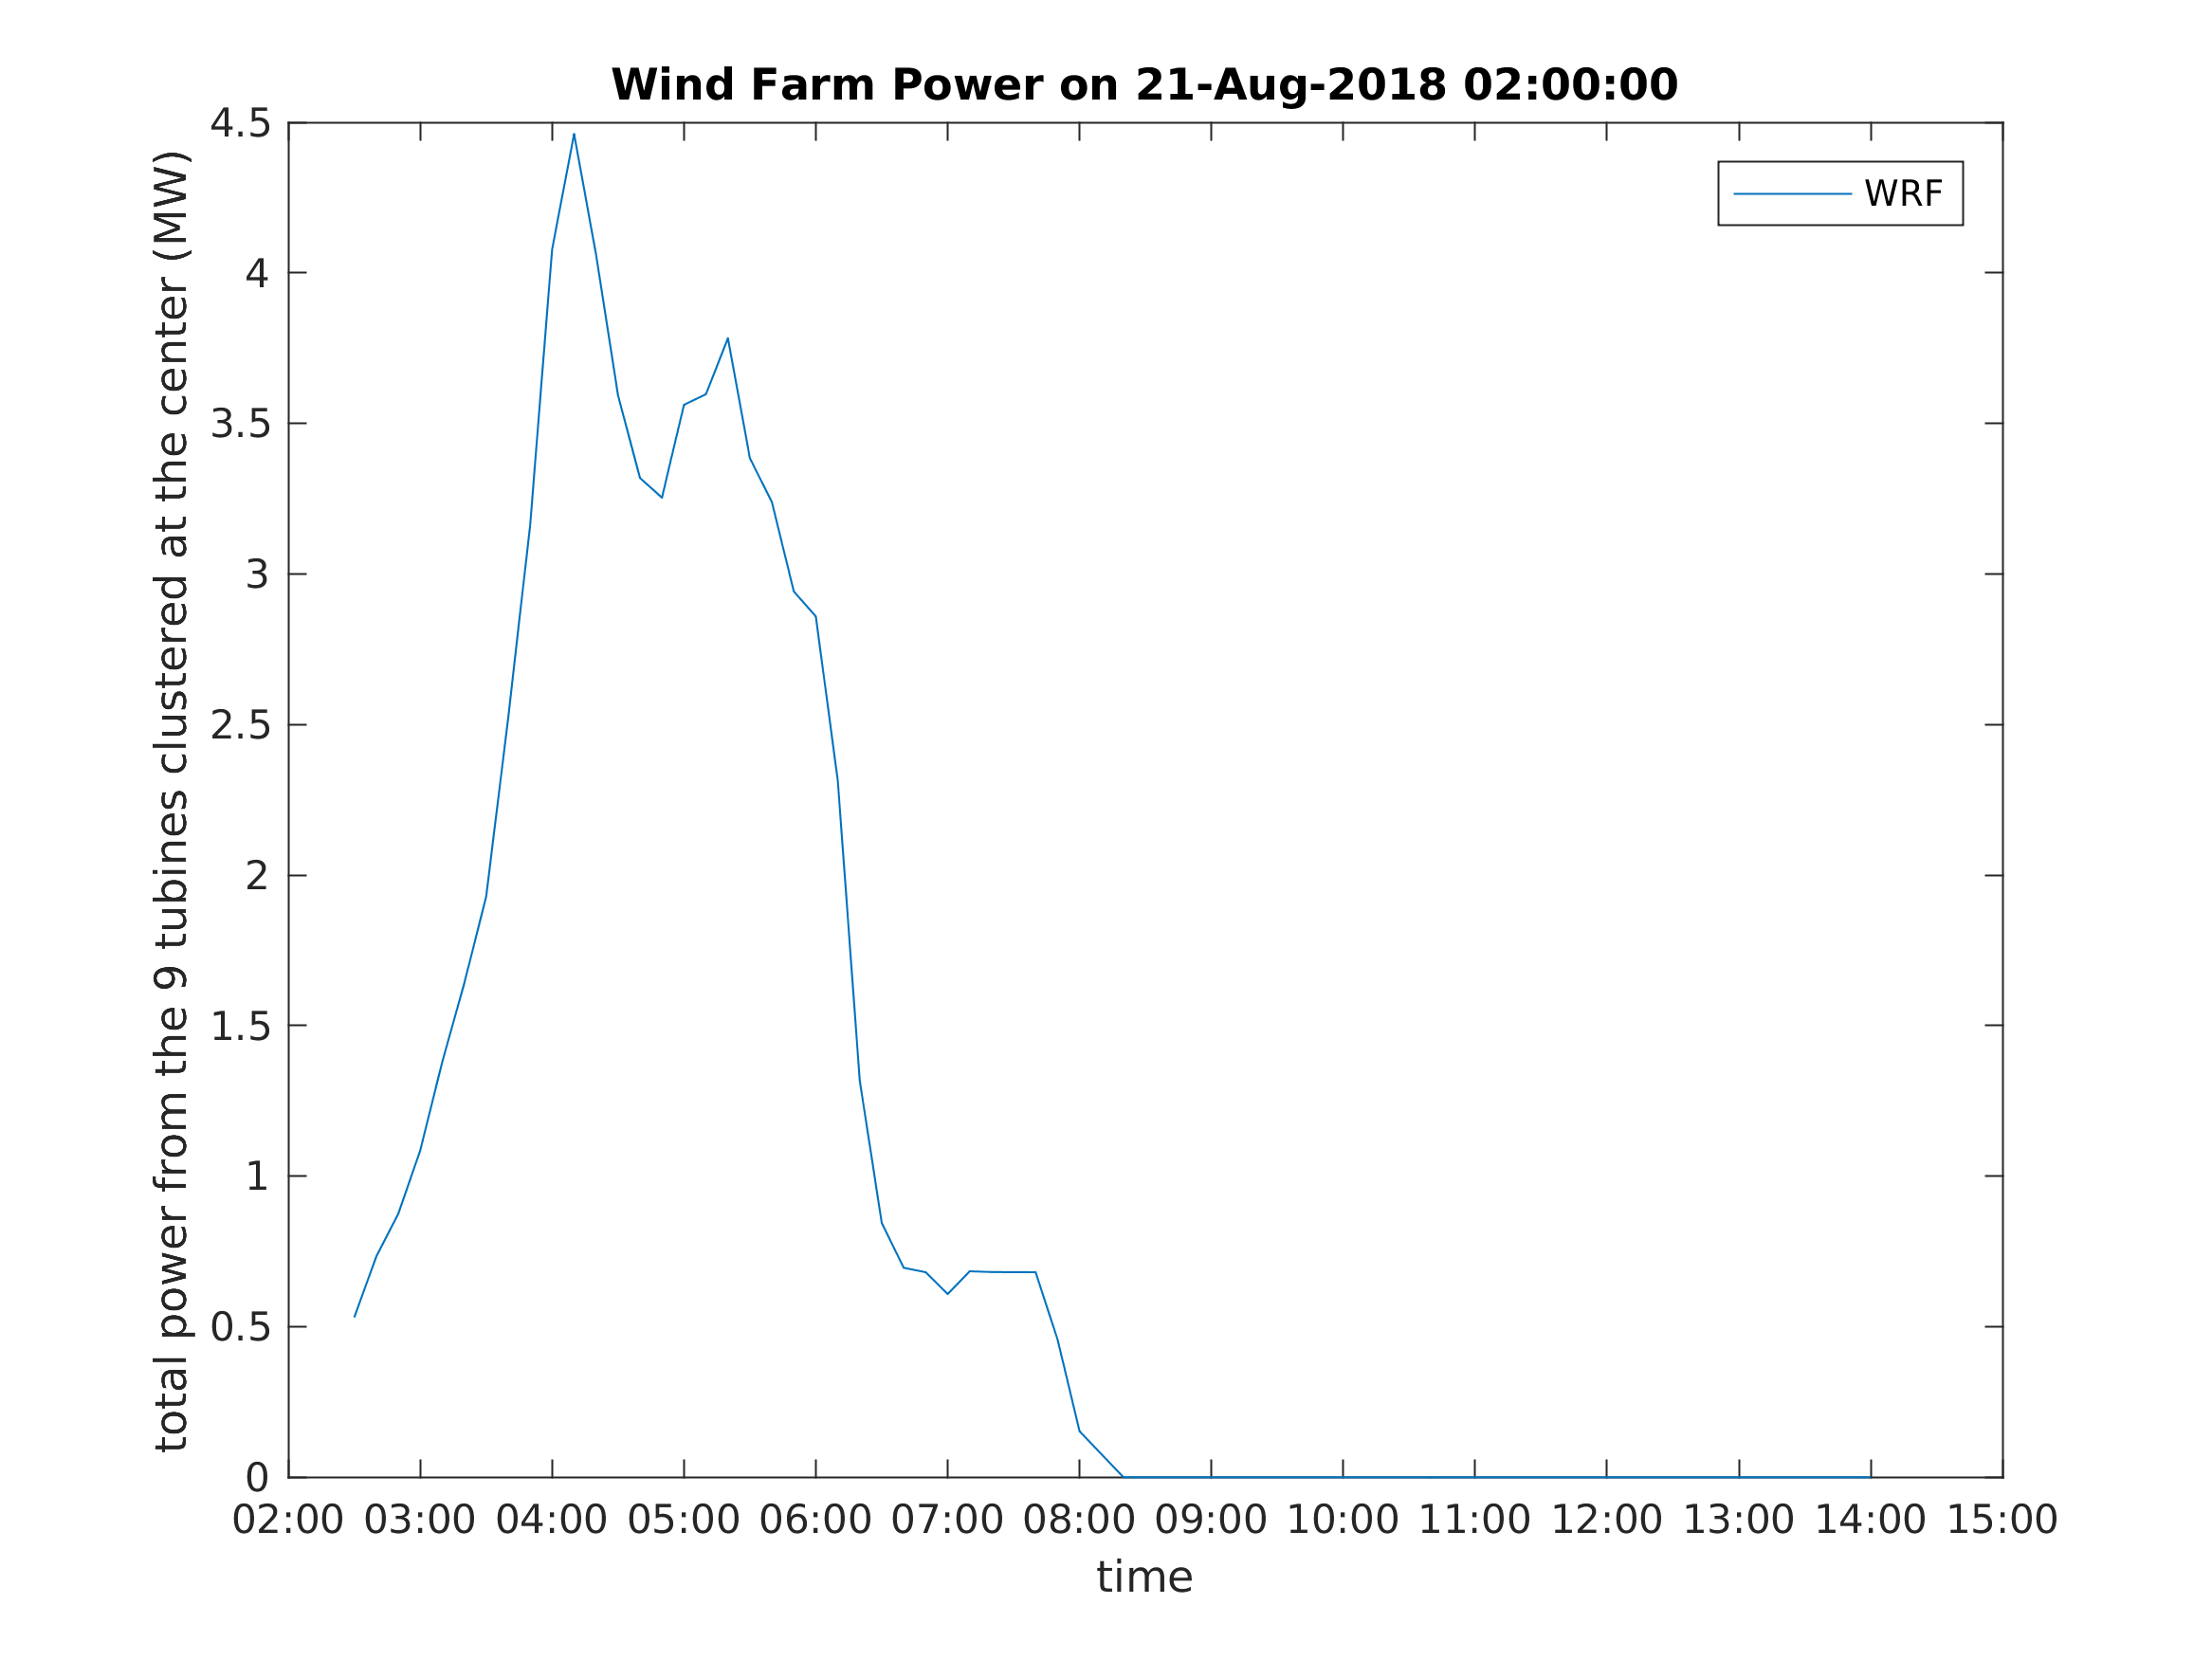 Wind Farm Power on 21-Aug-2018 02:00:00
total power from the 9 tubines clustered at the center (MW)
4.5
4
3.5
3
2.5
2
1.5
1
0.5
0
WRF
02:00 03:00 04:00 05:00 06:00 07:00 08:00 09:00 10:00 11:00 12:00 13:00 14:00 15:00
time